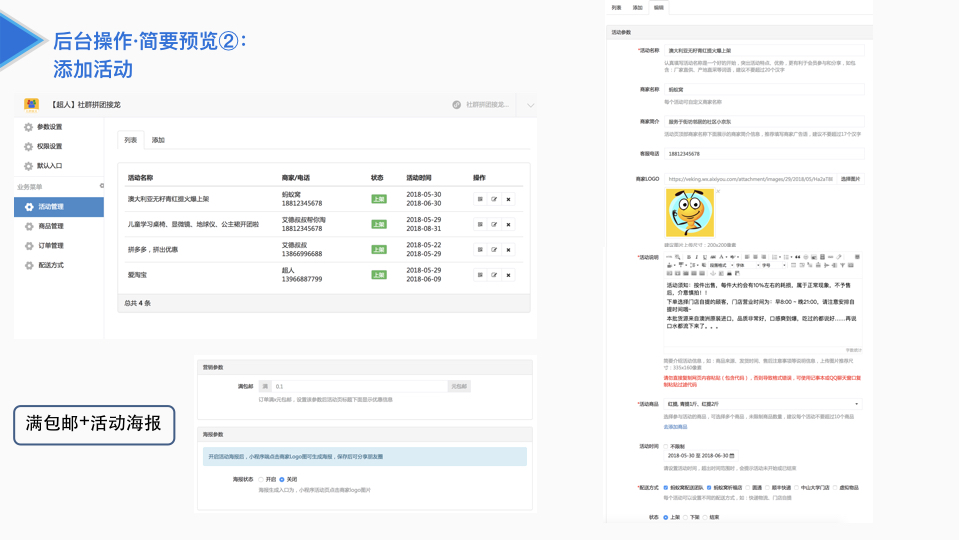 后台操作·简要预览②：
添加活动
【超人】社群拼团接龙
社群拼团接龙...
参数设置
权限设置
默认入口
业务菜单
活动管理
商品管理
订单管理
配送方式
列表 添加
活动名称 商家/电话 状态 活动时间 操作
澳大利亚无籽青红提火爆上架 蚂蚁窝 18812345678 上架 2018-05-30 2018-06-30
儿童学习桌椅、显微镜、地球仪、公主裙开团啦 艾德叔叔帮你淘 18812345678 上架 2018-05-29 2018-08-31
拼多多，拼出优惠 艾德叔叔 13866996688 上架 2018-05-22 2018-05-29
爱淘宝 超人 13966887799 上架 2018-05-29 2018-06-09
总共 4 条
满包邮+活动海报
营销参数
满包邮 满 0.1 元包邮
订单满x元包邮，设置该参数后活动页标题下面显示优惠信息
海报参数
开启活动海报后，小程序端点击商家Logo图可生成海报，保存后可分享朋友圈
海报状态 开启 关闭
海报生成入口为，小程序活动页点击商家logo图片
列表 添加 编辑
活动参数
*活动名称 澳大利亚无籽青红提火爆上架
认真填写活动名称是一个好的开始，突出活动特点、优势，更有利于会员参与和分享，如包
含：厂家直供、产地直采等词语，建议不要超过20个汉字
商家名称 蚂蚁窝
每个活动可自定义商家名称
商家简介 服务于街坊邻居的社区小京东
活动页顶部商家名称下面展示的商家简介信息，推荐填写商家广告语，建议不要超过17个汉字
客服电话 18812345678
商家LOGO 选择图片
建议图片上传尺寸：200x200像素
*活动说明
段落格式 字体 字号
活动须知：按件出售，每件大约会有10%左右的耗损，属于正常现象，不予售
后，介意慎拍！！
下单选择门店自提的顾客，门店营业时间为：早8:00 ~ 晚21:00，请注意安排自
提时间哦~
本批货源来自澳洲原装进口，品质非常好，口感爽到爆，吃过的都说好......再说
口水都流下来了。。。
字数统计
简要介绍活动信息，如：商品来源、发货时间、售后注意事项等说明信息，上传图片推荐尺
寸：335x160像素
请勿直接复制网页内容粘贴（包含代码），否则导致格式错误，可使用记事本或QQ聊天窗口复
制粘贴过滤代码
*活动商品 红提, 青提1斤、红提2斤
选择参与活动的商品，可选择多个商品，未限制商品数量，建议每个活动不要超过10个商品
去添加商品
活动时间 不限制
2018-05-30 至 2018-06-30
请设置活动时间，超出时间范围时，会提示活动未开始或已结束
*配送方式 蚂蚁窝配送团队 蚂蚁窝祈福店 圆通 顺丰快递 中山大学门店 虚拟物品
每个活动可以设置不同的配送方式，如：快递物流、门店自提
状态 上架 下架 结束